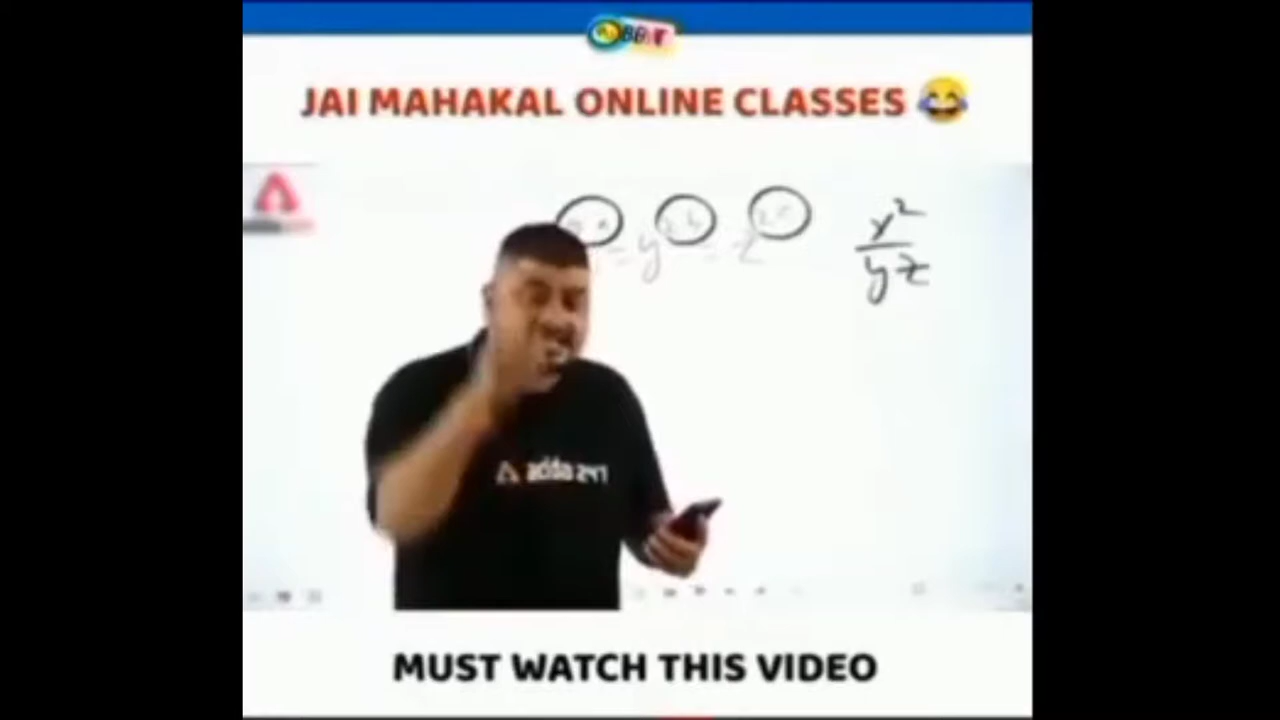 JAI MAHAKAL ONLINE CLASSES 😂
= y = z
x²
yz
adda 247
MUST WATCH THIS VIDEO